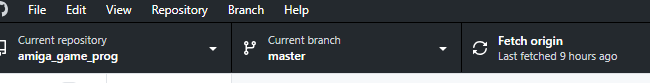 File Edit View Repository Branch Help
Current repository
amiga_game_prog
Current branch
master
Fetch origin
Last fetched 9 hours ago